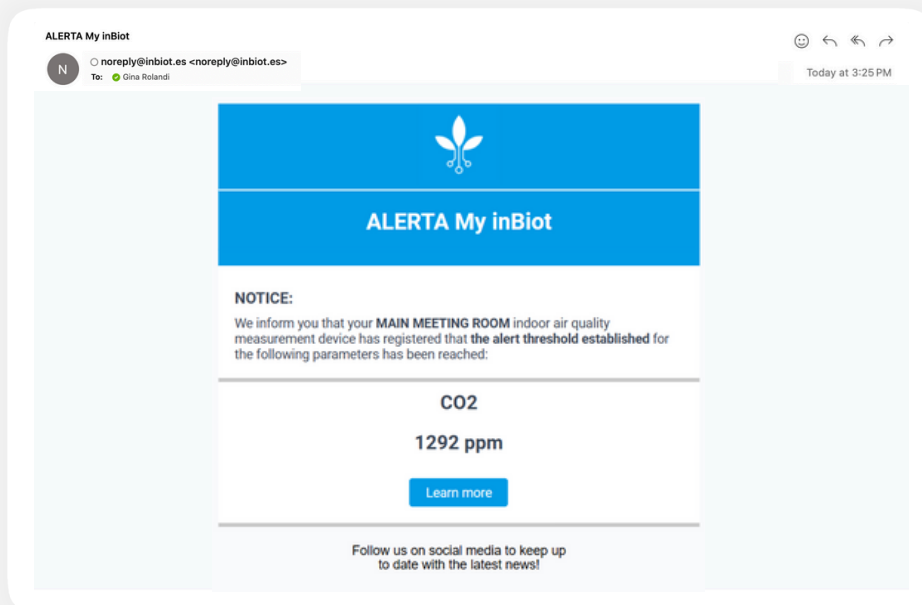 ALERTA My inBiot
N
noreply@inbiot.es <noreply@inbiot.es>
To: Gina Rolandi
Today at 3:25 PM
ALERTA My inBiot
NOTICE:
We inform you that your MAIN MEETING ROOM indoor air quality
measurement device has registered that the alert threshold established for
the following parameters has been reached:
CO2
1292 ppm
Learn more
Follow us on social media to keep up
to date with the latest news!